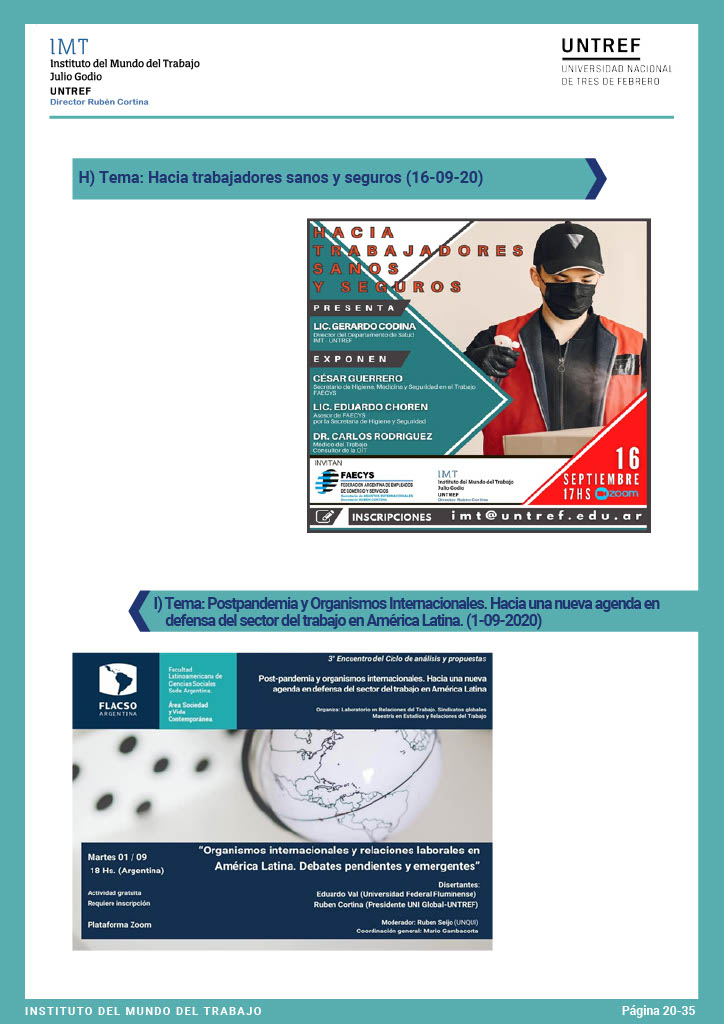 IMT
Instituto del Mundo del Trabajo
Julio Godio
UNTREF
Director Rubén Cortina
UNTREF
UNIVERSIDAD NACIONAL
DE TRES DE FEBRERO
H) Tema: Hacia trabajadores sanos y seguros (16-09-20)
HACIA
TRABAJADORES
SANOS
Y SEGUROS
PRESENTA
LIC. GERARDO CODINA
Director del Departamento de Salud
IMT - UNTREF
EXPONEN
CÉSAR GUERRERO
Secretario de Higiene, Medicina y Seguridad en el Trabajo
FAECYS
LIC. EDUARDO CHOREN
Asesor de FAECYS
por la Secretaría de Higiene y Seguridad
DR. CARLOS RODRIGUEZ
Médico del Trabajo
Consultor de la OIT
INVITAN
FAECYS
FEDERACION ARGENTINA DE EMPLEADOS
DE COMERCIO Y SERVICIOS
Secretaría de ASUNTOS INTERNACIONALES
Secretario RUBEN CORTINA
IMT
Instituto del Mundo del Trabajo
Julio Godio
UNTREF
Director Rubén Cortina
16
SEPTIEMBRE
17HS zoom
INSCRIPCIONES imt@untref.edu.ar
I) Tema: Postpandemia y Organismos Internacionales. Hacia una nueva agenda en
defensa del sector del trabajo en América Latina. (1-09-2020)
FLACSO
ARGENTINA
Facultad
Latinoamericana de
Ciencias Sociales
Sede Argentina.
Área Sociedad
y Vida
Contemporánea.
3° Encuentro del Ciclo de análisis y propuestas
Post-pandemia y organismos internacionales. Hacia una nueva
agenda en defensa del sector del trabajo en América Latina
Organiza: Laboratorio en Relaciones del Trabajo. Sindicatos globales
Maestría en Estudios y Relaciones del Trabajo
Martes 01 / 09
18 Hs. (Argentina)
Actividad gratuita
Requiere inscripción
Plataforma Zoom
"Organismos internacionales y relaciones laborales en
América Latina. Debates pendientes y emergentes"
Disertantes:
Eduardo Val (Universidad Federal Fluminense)
Ruben Cortina (Presidente UNI Global-UNTREF)
Moderador: Ruben Seijo (UNQUI)
Coordinación general: Mario Gambacorta
INSTITUTO DEL MUNDO DEL TRABAJO
Página 20-35